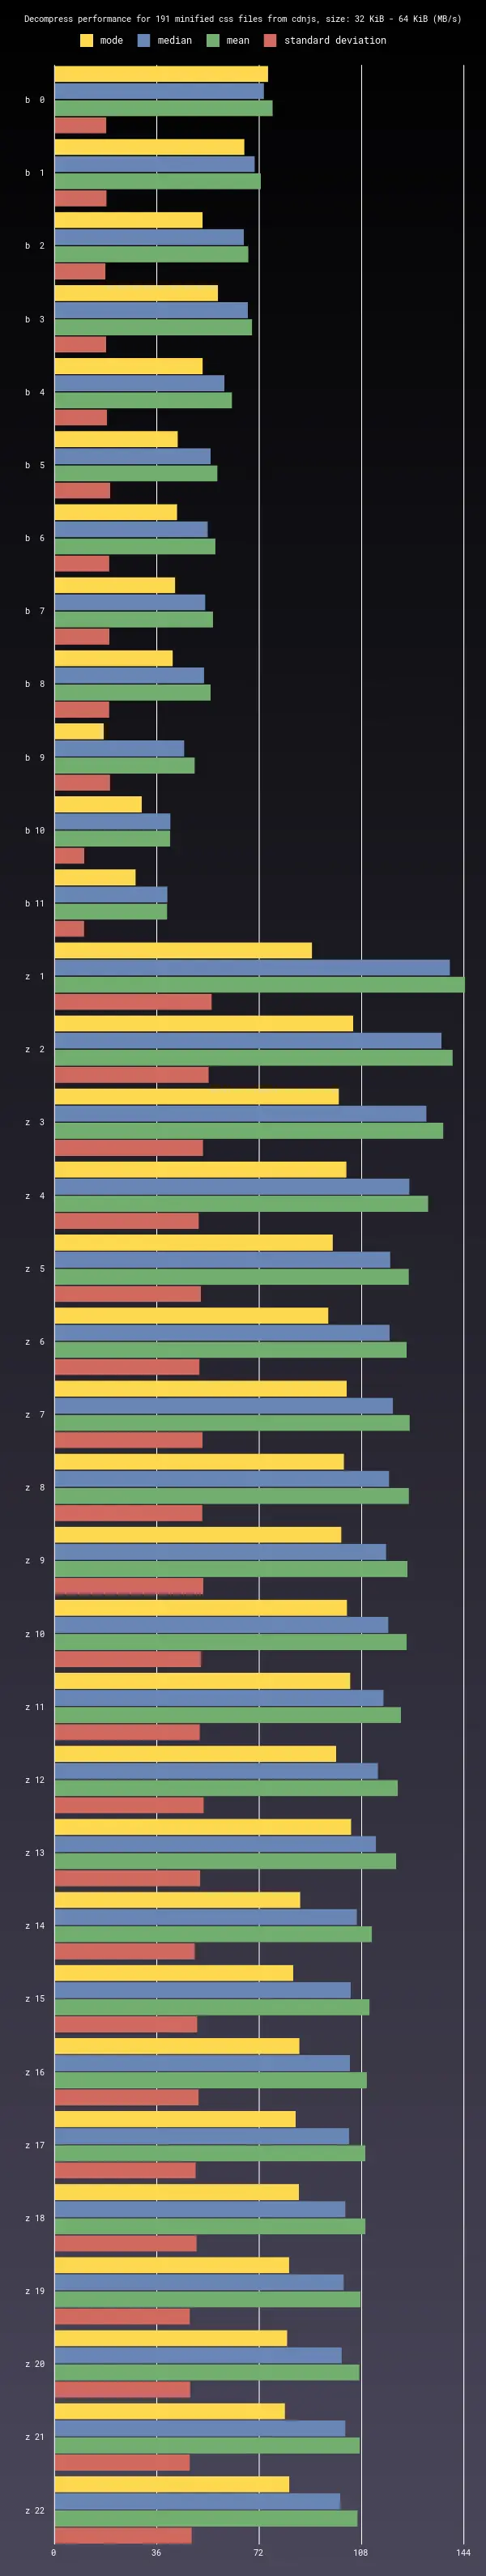 Decompress performance for 191 minified css files from cdnjs, size: 32 KiB - 64 KiB (MB/s)
mode median mean standard deviation
b 0
b 1
b 2
b 3
b 4
b 5
b 6
b 7
b 8
b 9
b 10
b 11
z 1
z 2
z 3
z 4
z 5
z 6
z 7
z 8
z 9
z 10
z 11
z 12
z 13
z 14
z 15
z 16
z 17
z 18
z 19
z 20
z 21
z 22
0 36 72 108 144